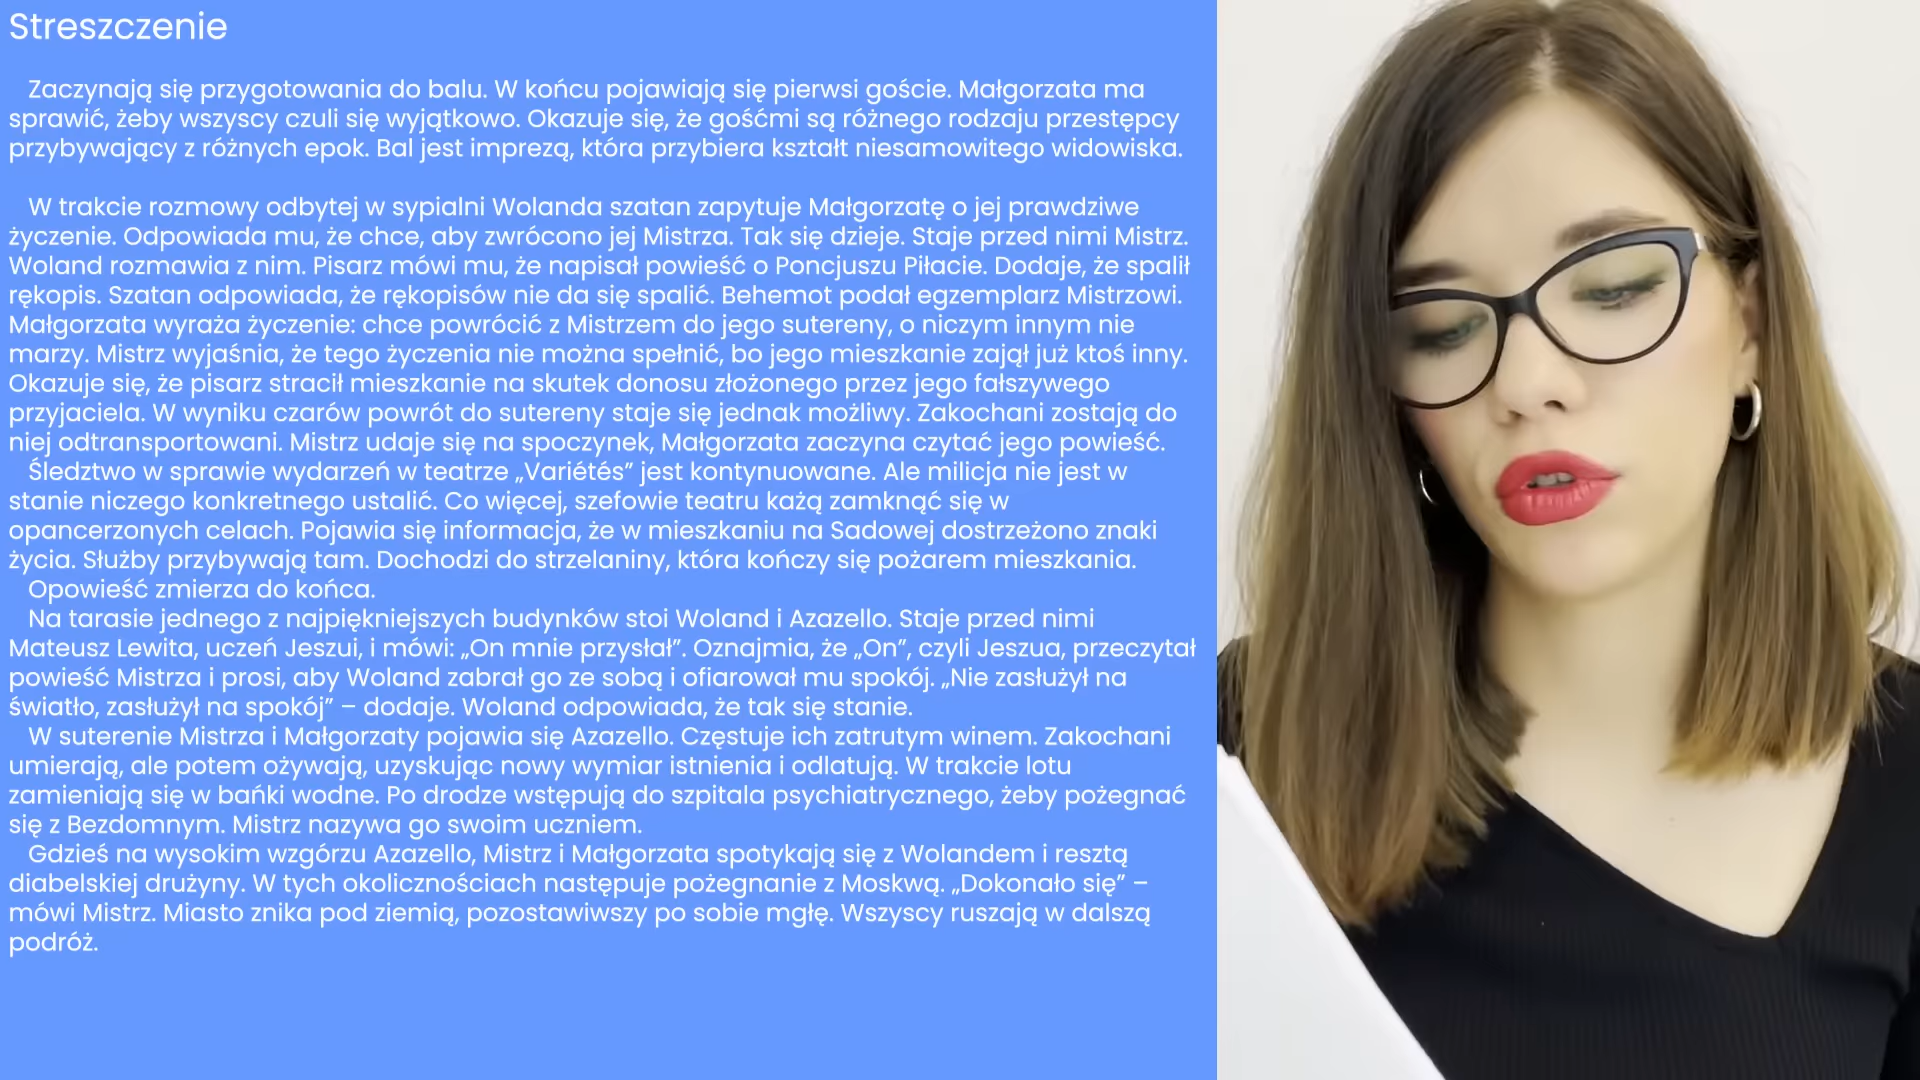 Streszczenie
Zaczynają się przygotowania do balu. W końcu pojawiają się pierwsi goście. Małgorzata ma
sprawić, żeby wszyscy czuli się wyjątkowo. Okazuje się, że gośćmi są różnego rodzaju przestępcy
przybywający z różnych epok. Bal jest imprezą, która przybiera kształt niesamowitego widowiska.
W trakcie rozmowy odbytej w sypialni Wolanda szatan zapytuje Małgorzatę o jej prawdziwe
życzenie. Odpowiada mu, że chce, aby zwrócono jej Mistrza. Tak się dzieje. Staje przed nimi Mistrz.
Woland rozmawia z nim. Pisarz mówi mu, że napisał powieść o Poncjuszu Piłacie. Dodaje, że spalił
rękopis. Szatan odpowiada, że rękopisów nie da się spalić. Behemot podał egzemplarz Mistrzowi.
Małgorzata wyraża życzenie: chce powrócić z Mistrzem do jego sutereny, o niczym innym nie
marzy. Mistrz wyjaśnia, że tego życzenia nie można spełnić, bo jego mieszkanie zajął już ktoś inny.
Okazuje się, że pisarz stracił mieszkanie na skutek donosu złożonego przez jego fałszywego
przyjaciela. W wyniku czarów powrót do sutereny staje się jednak możliwy. Zakochani zostają do
niej odtransportowani. Mistrz udaje się na spoczynek, Małgorzata zaczyna czytać jego powieść.
Śledztwo w sprawie wydarzeń w teatrze „Variétés” jest kontynuowane. Ale milicja nie jest w
stanie niczego konkretnego ustalić. Co więcej, szefowie teatru każą zamknąć się w
opancerzonych celach. Pojawia się informacja, że w mieszkaniu na Sadowej dostrzeżono znaki
życia. Służby przybywają tam. Dochodzi do strzelaniny, która kończy się pożarem mieszkania.
Opowieść zmierza do końca.
Na tarasie jednego z najpiękniejszych budynków stoi Woland i Azazello. Staje przed nimi
Mateusz Lewita, uczeń Jeszui, i mówi: „On mnie przysłał”. Oznajmia, że „On”, czyli Jeszua, przeczytał
powieść Mistrza i prosi, aby Woland zabrał go ze sobą i ofiarował mu spokój. „Nie zasłużył na
światło, zasłużył na spokój” – dodaje. Woland odpowiada, że tak się stanie.
W suterenie Mistrza i Małgorzaty pojawia się Azazello. Częstuje ich zatrutym winem. Zakochani
umierają, ale potem ożywają, uzyskując nowy wymiar istnienia i odlatują. W trakcie lotu
zamieniają się w bańki wodne. Po drodze wstępują do szpitala psychiatrycznego, żeby pożegnać
się z Bezdomnym. Mistrz nazywa go swoim uczniem.
Gdzieś na wysokim wzgórzu Azazello, Mistrz i Małgorzata spotykają się z Wolandem i resztą
diabelskiej drużyny. W tych okolicznościach następuje pożegnanie z Moskwą. „Dokonało się” –
mówi Mistrz. Miasto znika pod ziemią, pozostawiwszy po sobie mgłę. Wszyscy ruszają w dalszą
podróż.